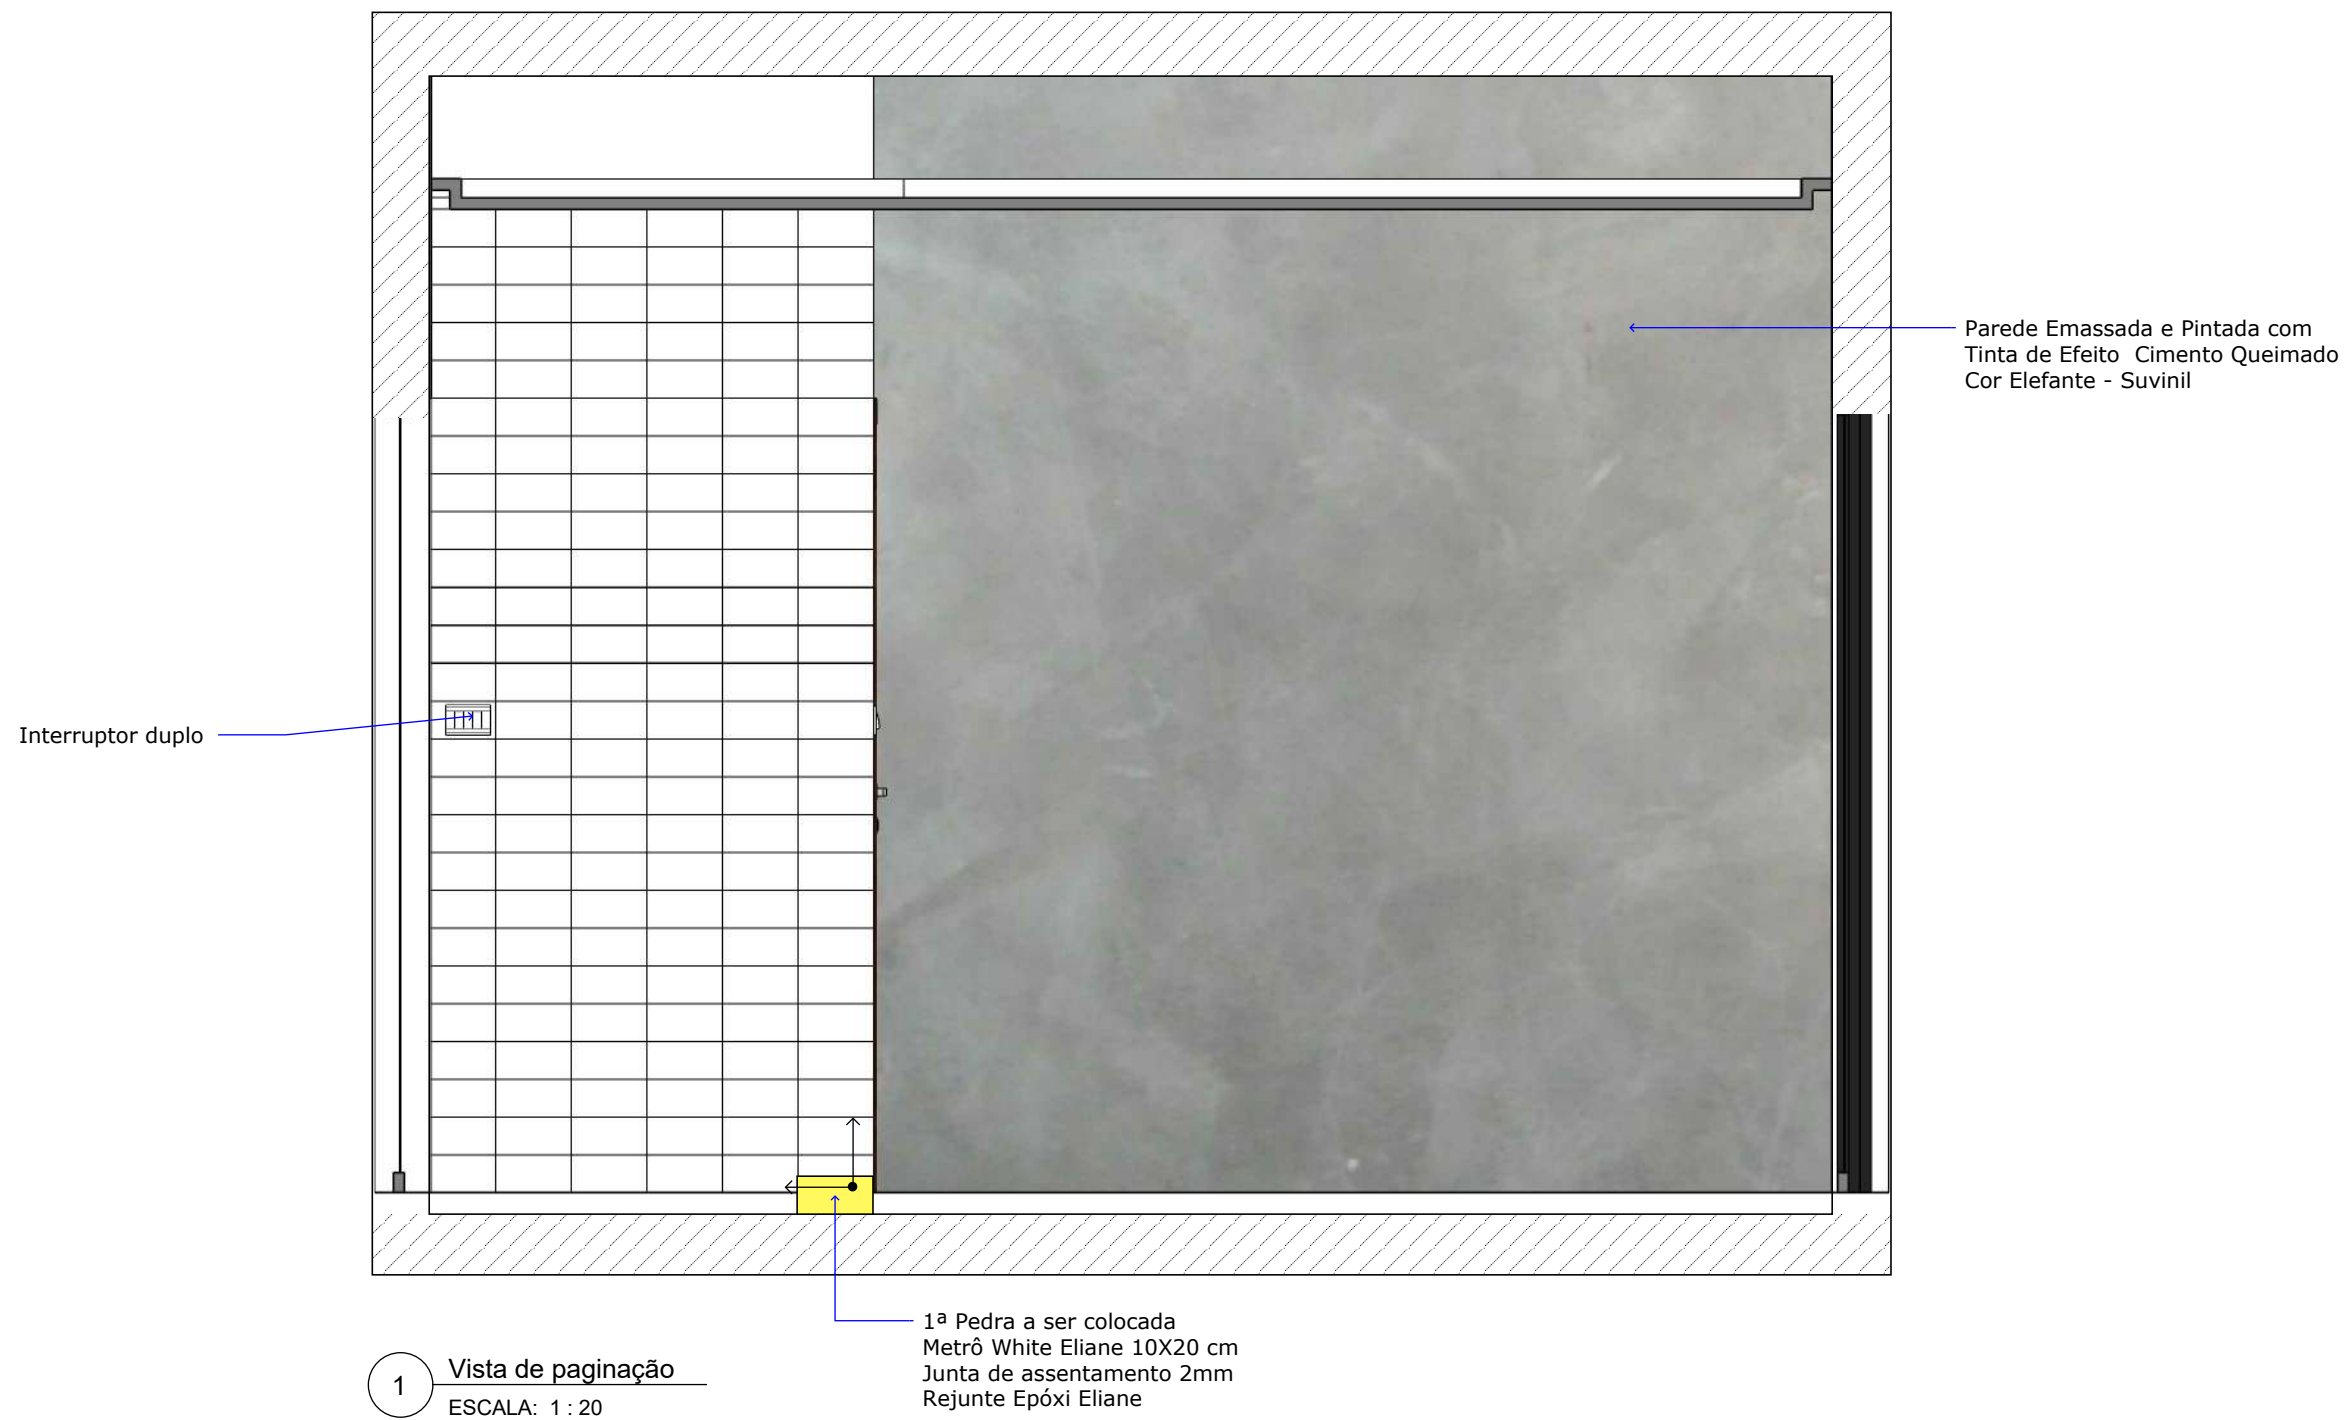 Parede Emassada e Pintada com
Tinta de Efeito  Cimento Queimado
Cor Elefante - Suvinil
Interruptor duplo
1ª Pedra a ser colocada
Metrô White Eliane 10X20 cm
Junta de assentamento 2mm
Rejunte Epóxi Eliane
1
Vista de paginação
ESCALA:  1 : 20